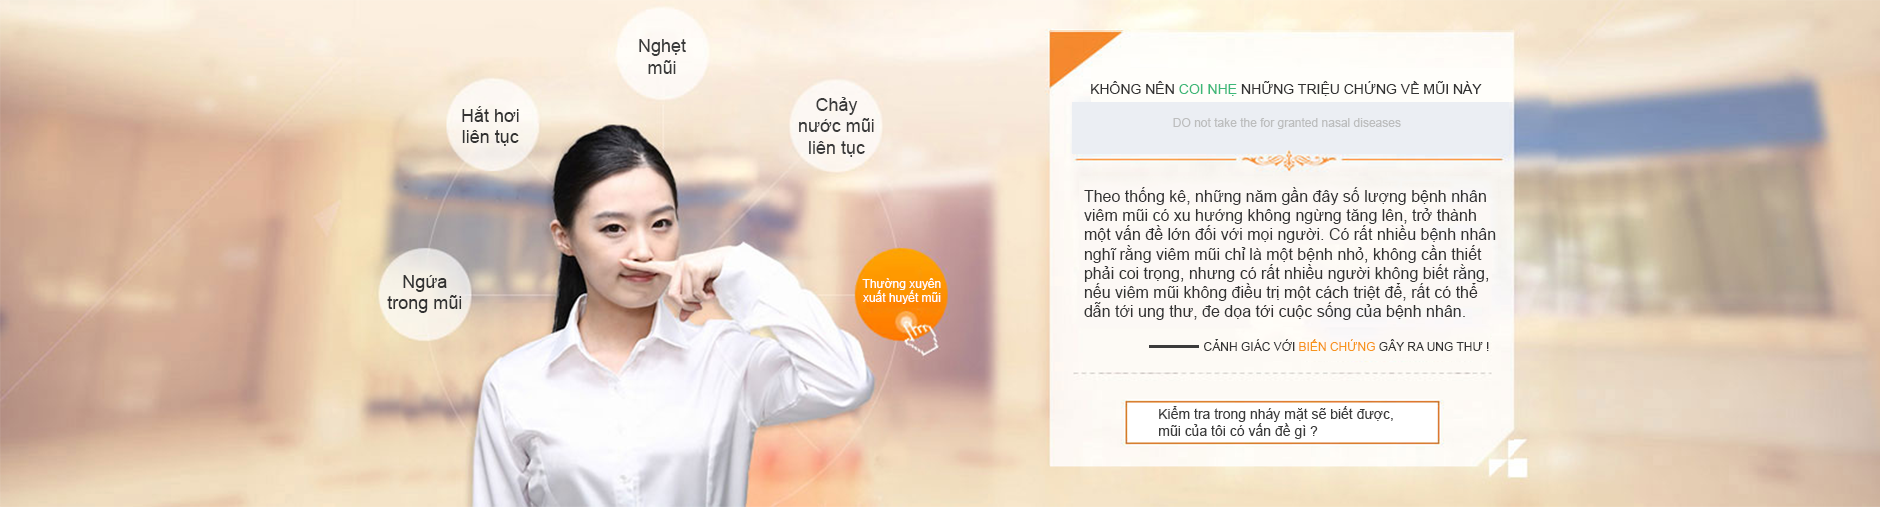 Nghẹt
mũi
Hắt hơi
liên tục
Chảy
nước mũi
liên tục
Ngứa
trong mũi
Thường xuyên
xuất huyết mũi
KHÔNG NÊN COI NHẸ NHỮNG TRIỆU CHỨNG VỀ MŨI NÀY
DO not take the for granted nasal diseases
Theo thống kê, những năm gần đây số lượng bệnh nhân
viêm mũi có xu hướng không ngừng tăng lên, trở thành
một vấn đề lớn đối với mọi người. Có rất nhiều bệnh nhân
nghĩ rằng viêm mũi chỉ là một bệnh nhỏ, không cần thiết
phải coi trọng, nhưng có rất nhiều người không biết rằng,
nếu viêm mũi không điều trị một cách triệt để, rất có thể
dẫn tới ung thư, đe dọa tới cuộc sống của bệnh nhân.
CẢNH GIÁC VỚI BIẾN CHỨNG GÂY RA UNG THƯ !
Kiểm tra trong nháy mắt sẽ biết được,
mũi của tôi có vấn đề gì ?